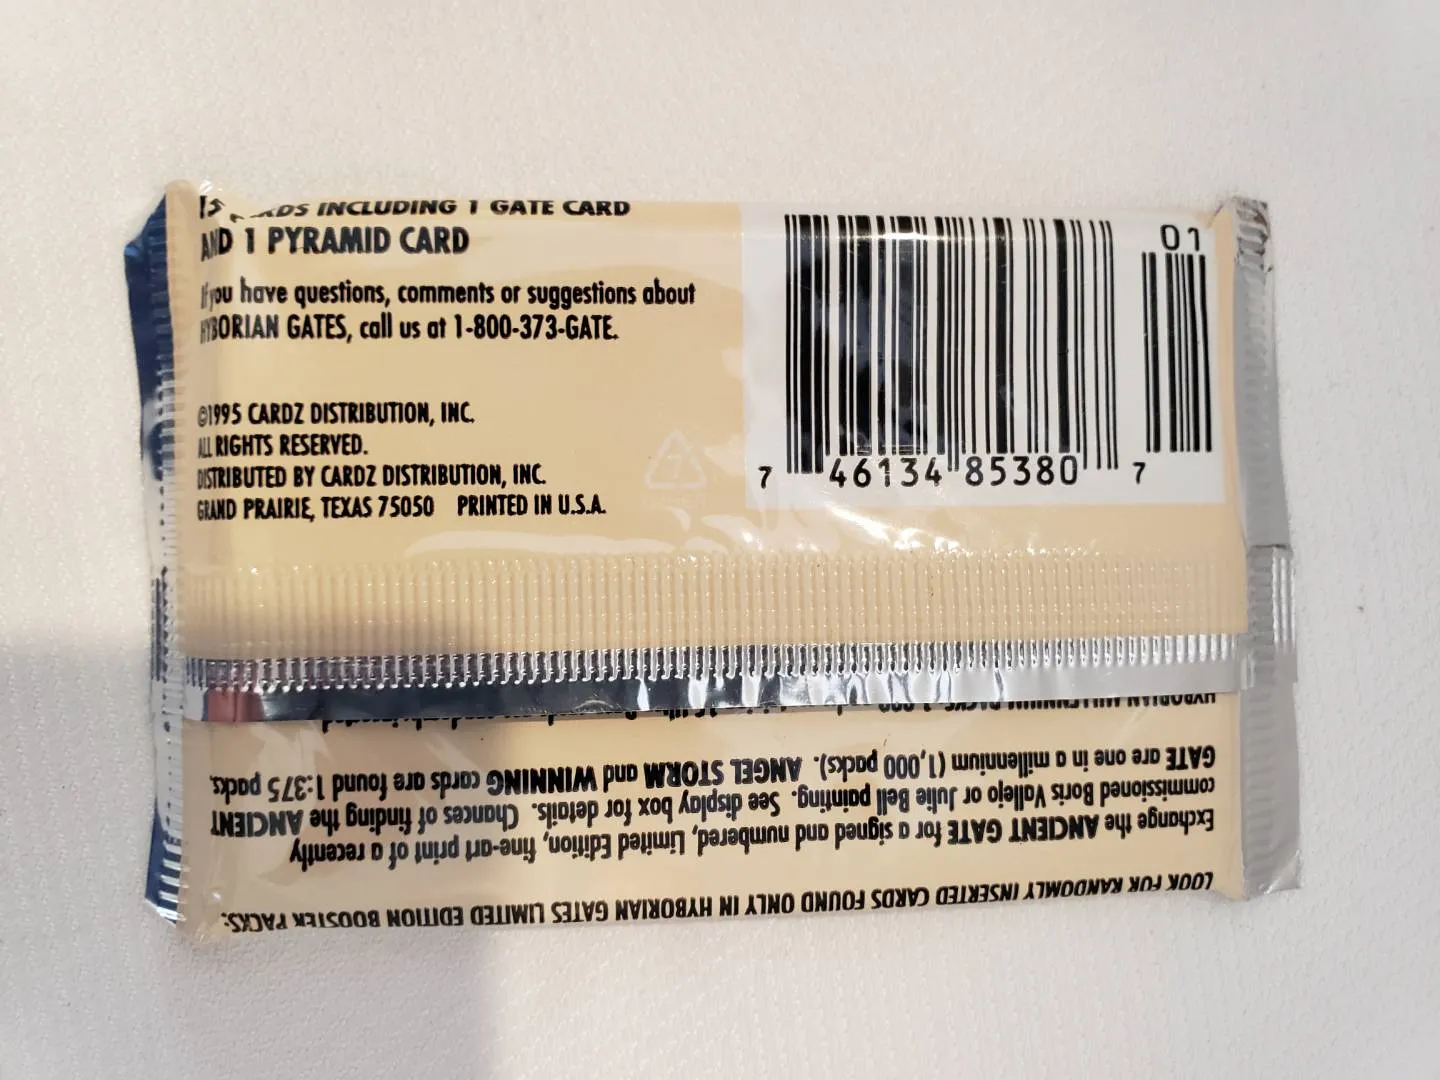 CARDS INCLUDING 1 GATE CARD
AND 1 PYRAMID CARD
If you have questions, comments or suggestions about
HYBORIAN GATES, call us at 1-800-373-GATE.
©1995 CARDZ DISTRIBUTION, INC.
ALL RIGHTS RESERVED.
DISTRIBUTED BY CARDZ DISTRIBUTION, INC.
GRAND PRAIRIE, TEXAS 75050 PRINTED IN U.S.A.
7
01
7 46134 85380 7
LOOK FOR RANDOMLY INSERTED CARDS FOUND ONLY IN HYBORIAN GATES LIMITED EDITION BOOSTER PACKS:
Exchange the ANCIENT GATE for a signed and numbered, Limited Edition, fine-art print of a recently
commissioned Boris Vallejo or Julie Bell painting. See display box for details. Chances of finding the ANCIENT
GATE are one in a millennium (1,000 packs). ANGEL STORM and WINNING cards are found 1:375 packs.
HYBORIAN MILLENNIUM PACKS